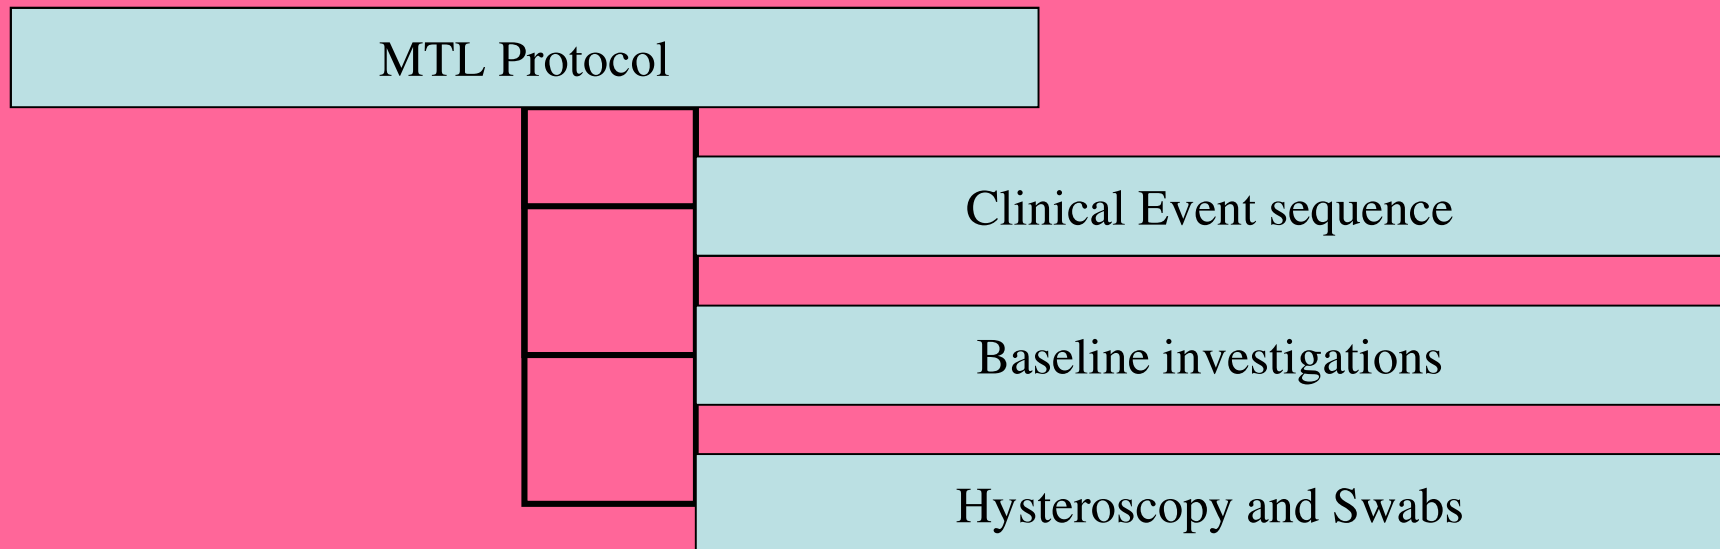 MTL Protocol
Clinical Event sequence
Baseline investigations
Hysteroscopy and Swabs